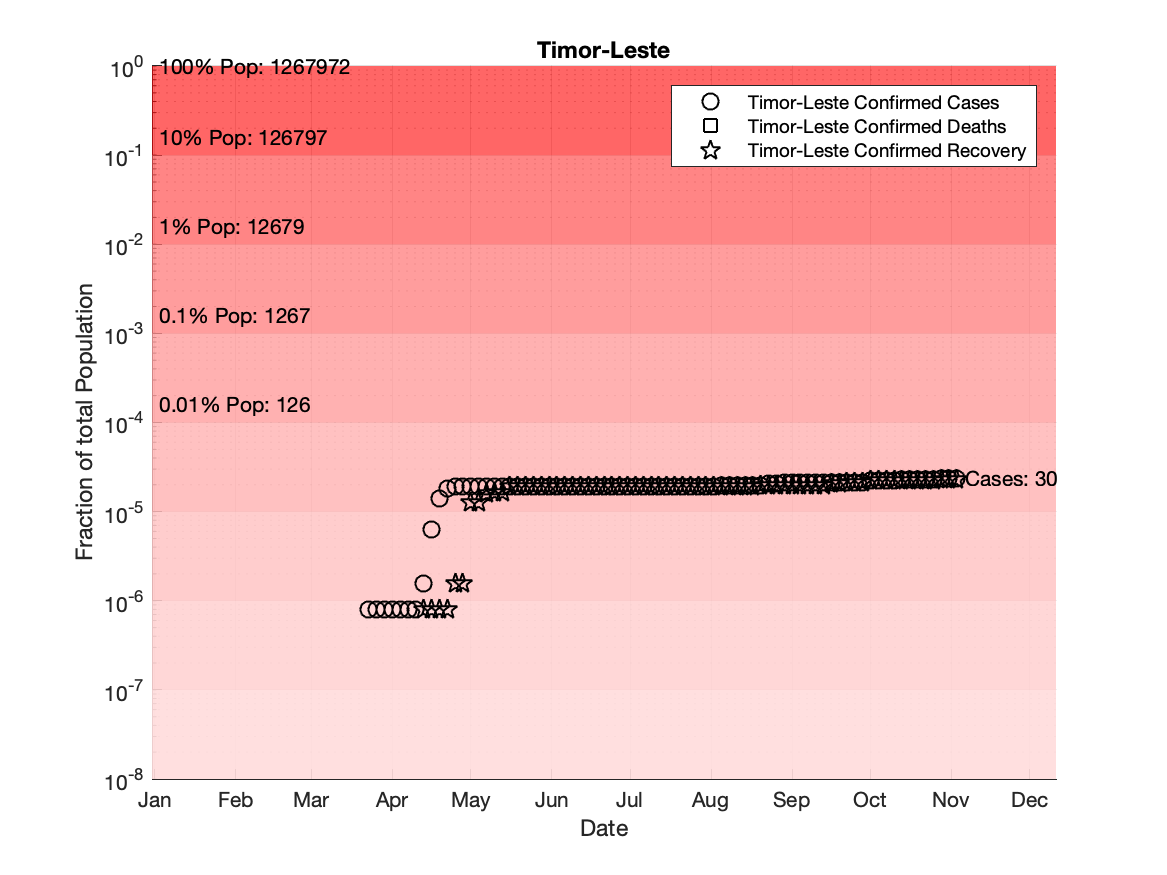 Timor-Leste
10^0
10^-1
10^-2
10^-3
10^-4
10^-5
10^-6
10^-7
10^-8
Fraction of total Population
100% Pop: 1267972
10% Pop: 126797
1% Pop: 12679
0.1% Pop: 1267
0.01% Pop: 126
Timor-Leste Confirmed Cases
Timor-Leste Confirmed Deaths
Timor-Leste Confirmed Recovery
Cases: 30
Jan Feb Mar Apr May Jun Jul Aug Sep Oct Nov Dec
Date